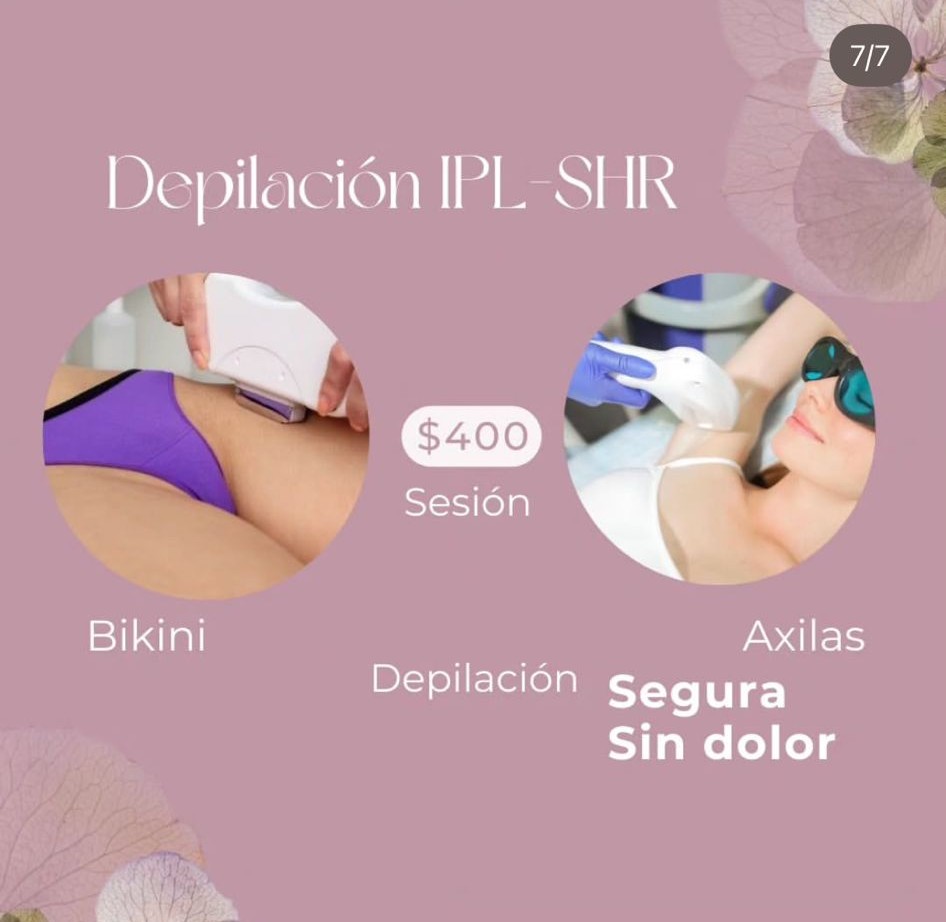 7/7
Depilación IPL-SHR
$400
Sesión
Bikini
Axilas
Depilación
Segura
Sin dolor